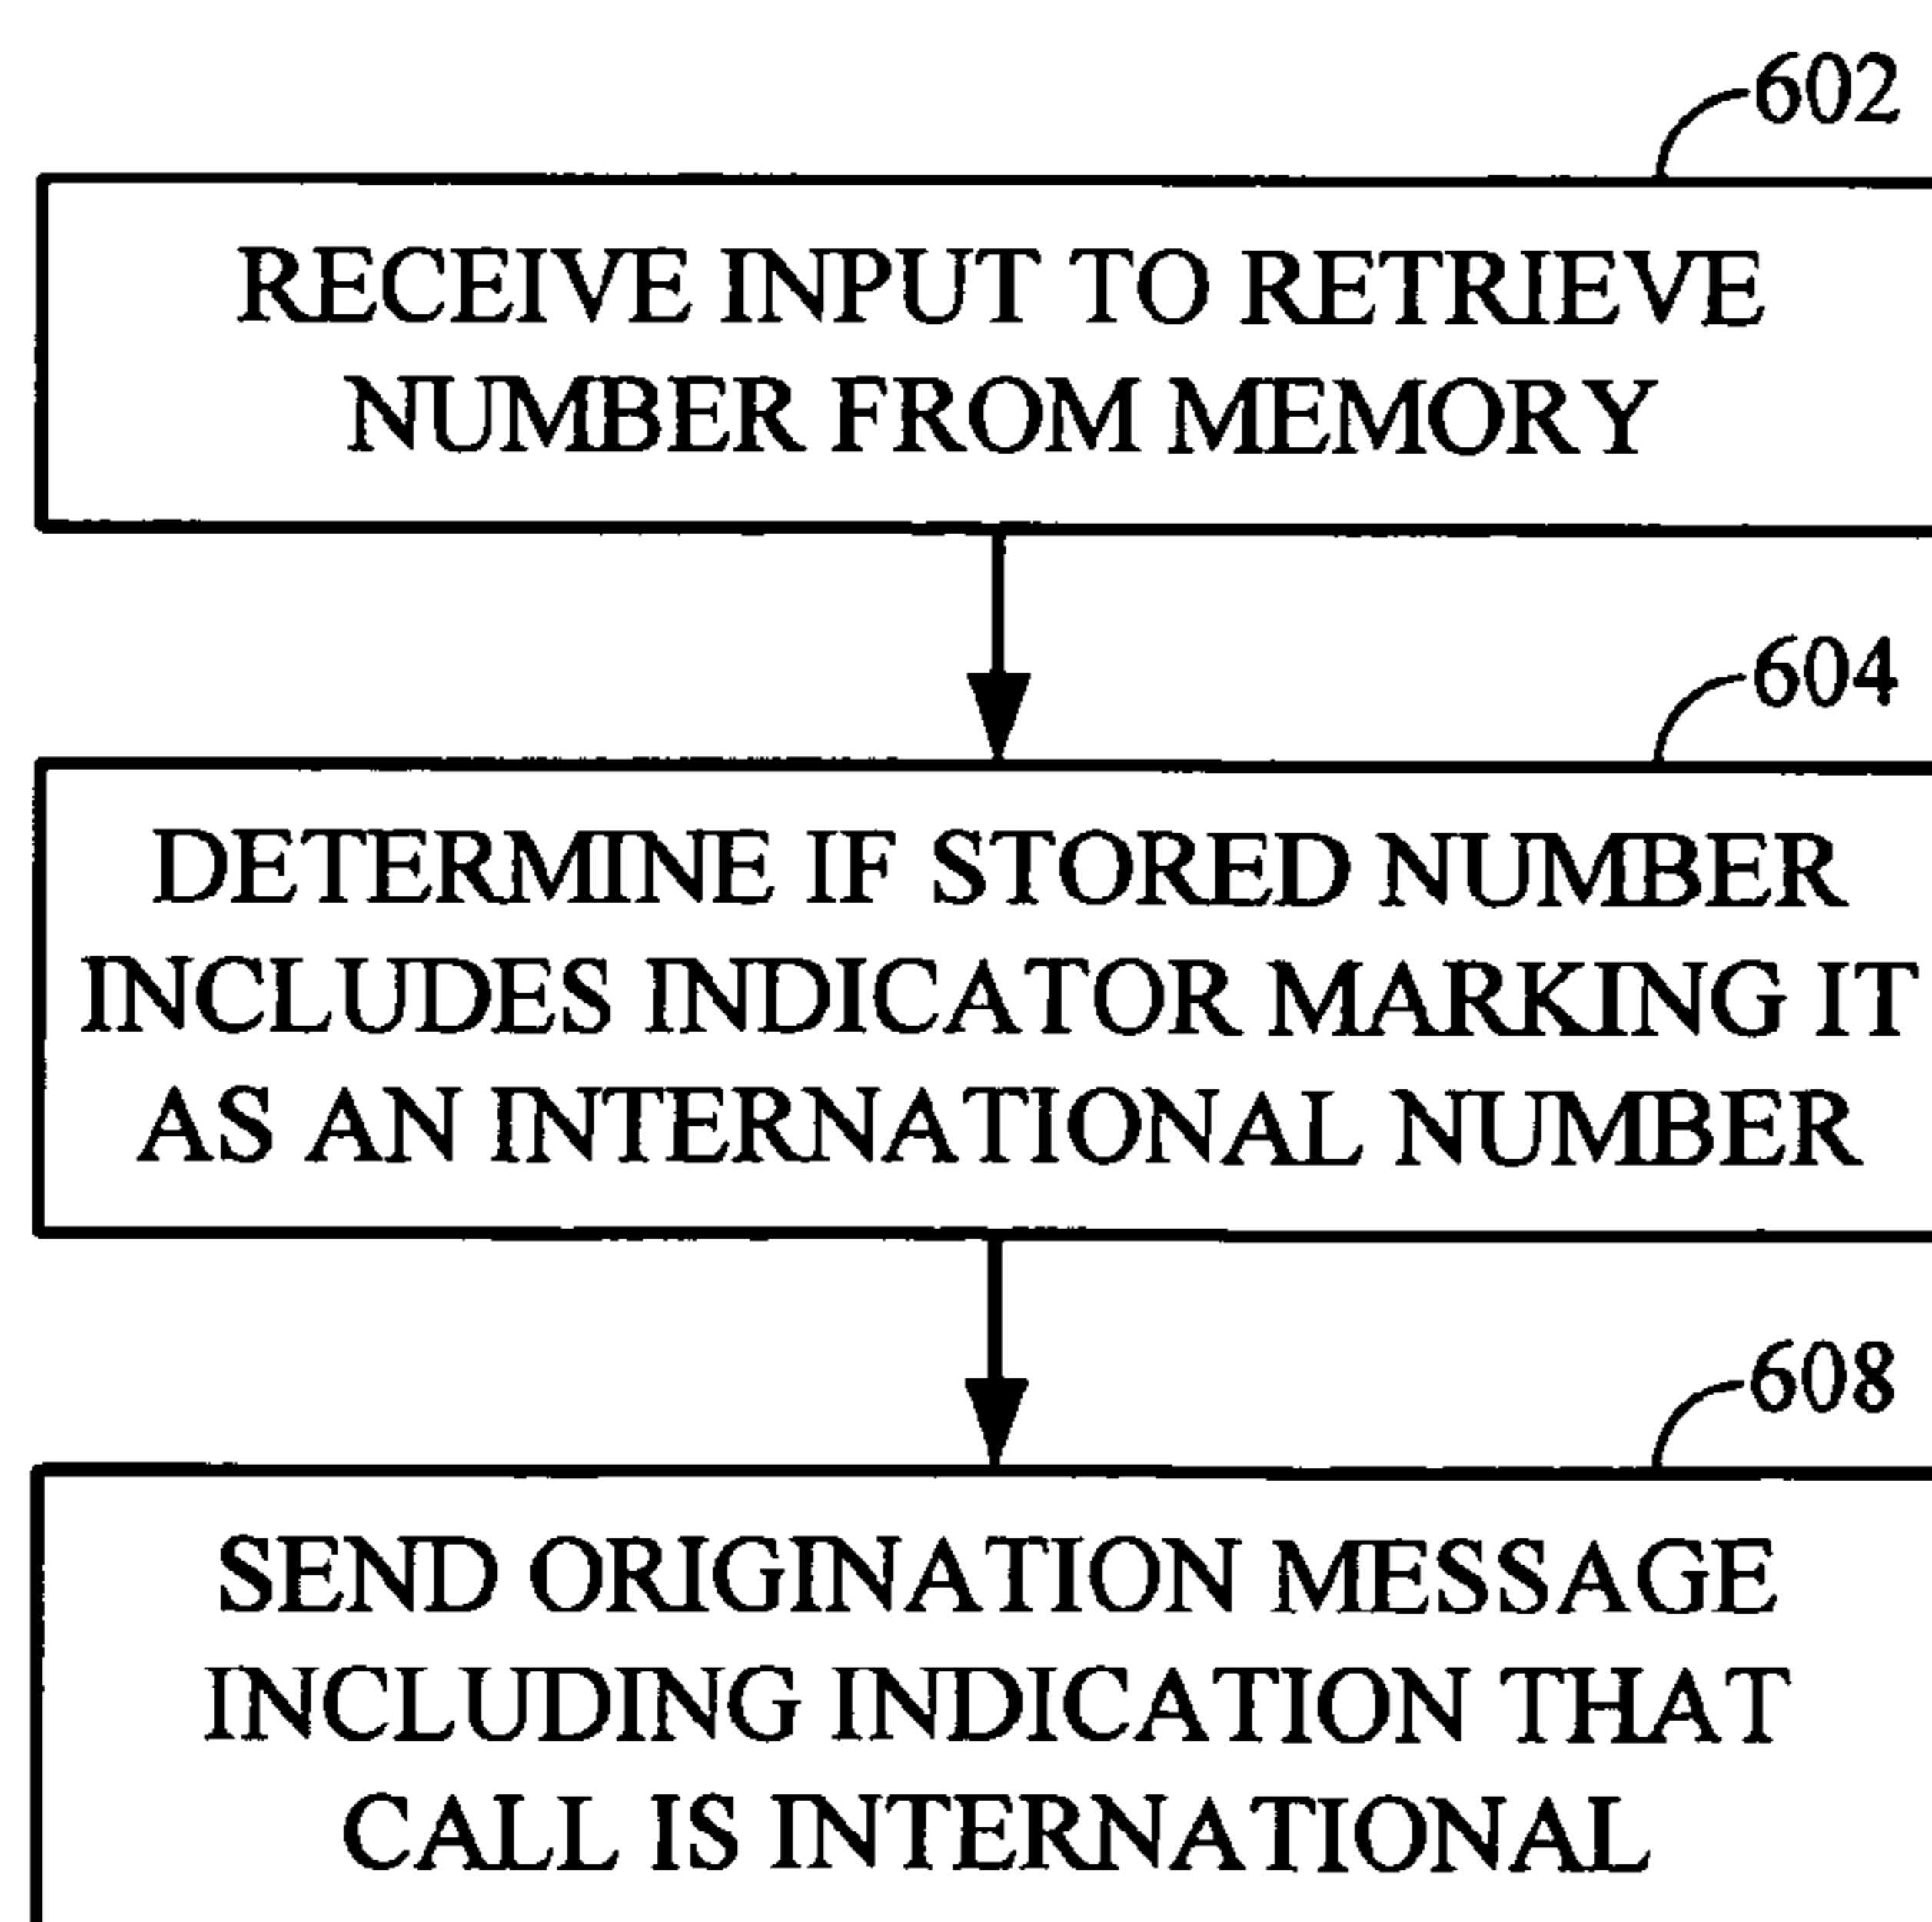 602
RECEIVE INPUT TO RETRIEVE
NUMBER FROM MEMORY
604
DETERMINE IF STORED NUMBER
INCLUDES INDICATOR MARKING IT
AS AN INTERNATIONAL NUMBER
608
SEND ORIGINATION MESSAGE
INCLUDING INDICATION THAT
CALL IS INTERNATIONAL